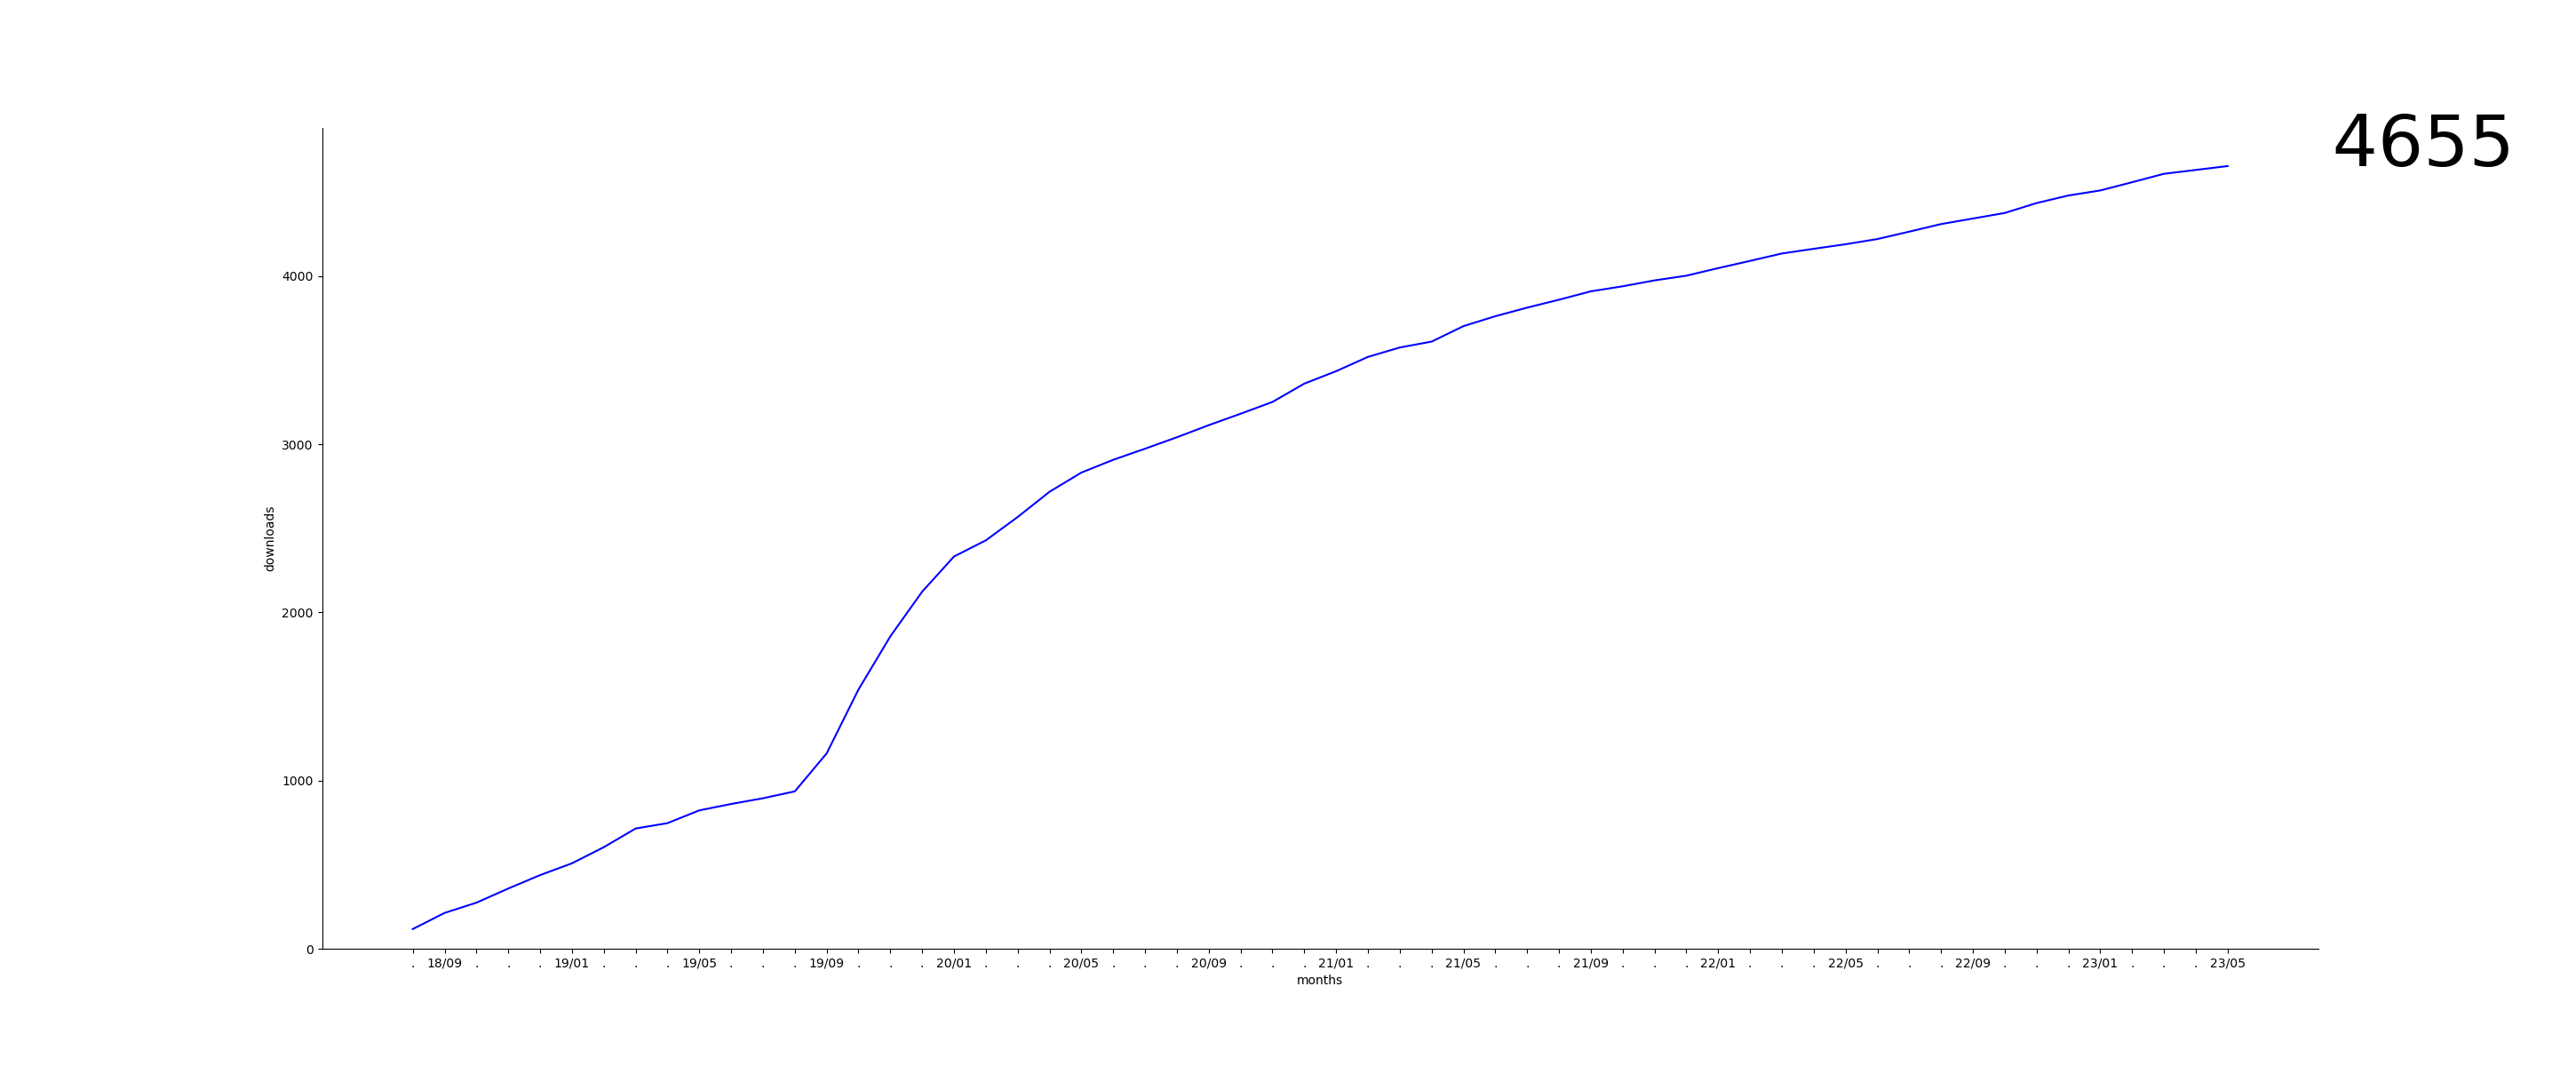 4655
4000
3000
2000
1000
0
downloads
. 18/09 . . . 19/01 . . . 19/05 . . . 19/09 . . . 20/01 . . . 20/05 . . . 20/09 . . . 21/01 . . . 21/05 . . . 21/09 . . . 22/01 . . . 22/05 . . . 22/09 . . . 23/01 . . . 23/05
months